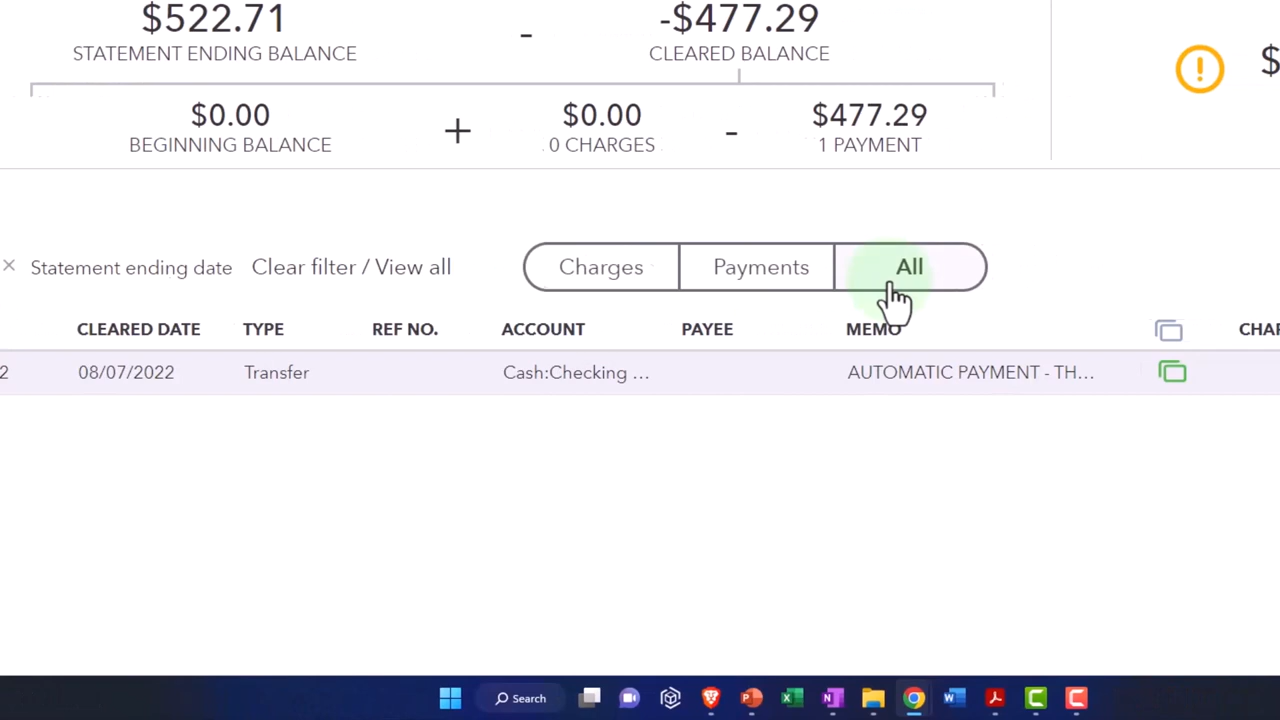 $522.71 - -$477.29
STATEMENT ENDING BALANCE CLEARED BALANCE
$
$0.00 + $0.00 - $477.29
BEGINNING BALANCE 0 CHARGES 1 PAYMENT
× Statement ending date Clear filter / View all Charges Payments All
CLEARED DATE TYPE REF NO. ACCOUNT PAYEE MEMO
2 08/07/2022 Transfer Cash:Checking ... AUTOMATIC PAYMENT - TH...
Search